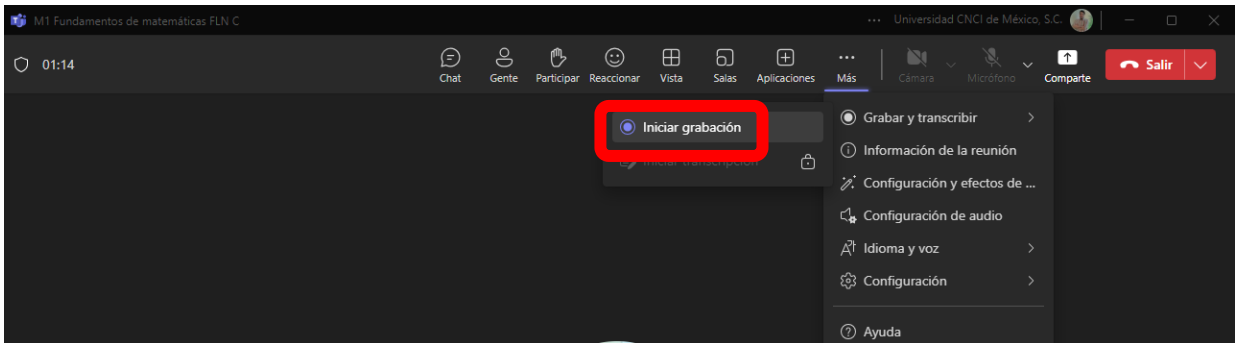 M1 Fundamentos de matemáticas FLN C
Universidad CNCI de México, S.C.
01:14
Chat
Gente
Participar
Reaccionar
Vista
Salas
Aplicaciones
Más
Cámara
Micrófono
Comparte
Salir
Iniciar grabación
Iniciar transcripción
Grabar y transcribir
Información de la reunión
Configuración y efectos de ...
Configuración de audio
Idioma y voz
Configuración
Ayuda